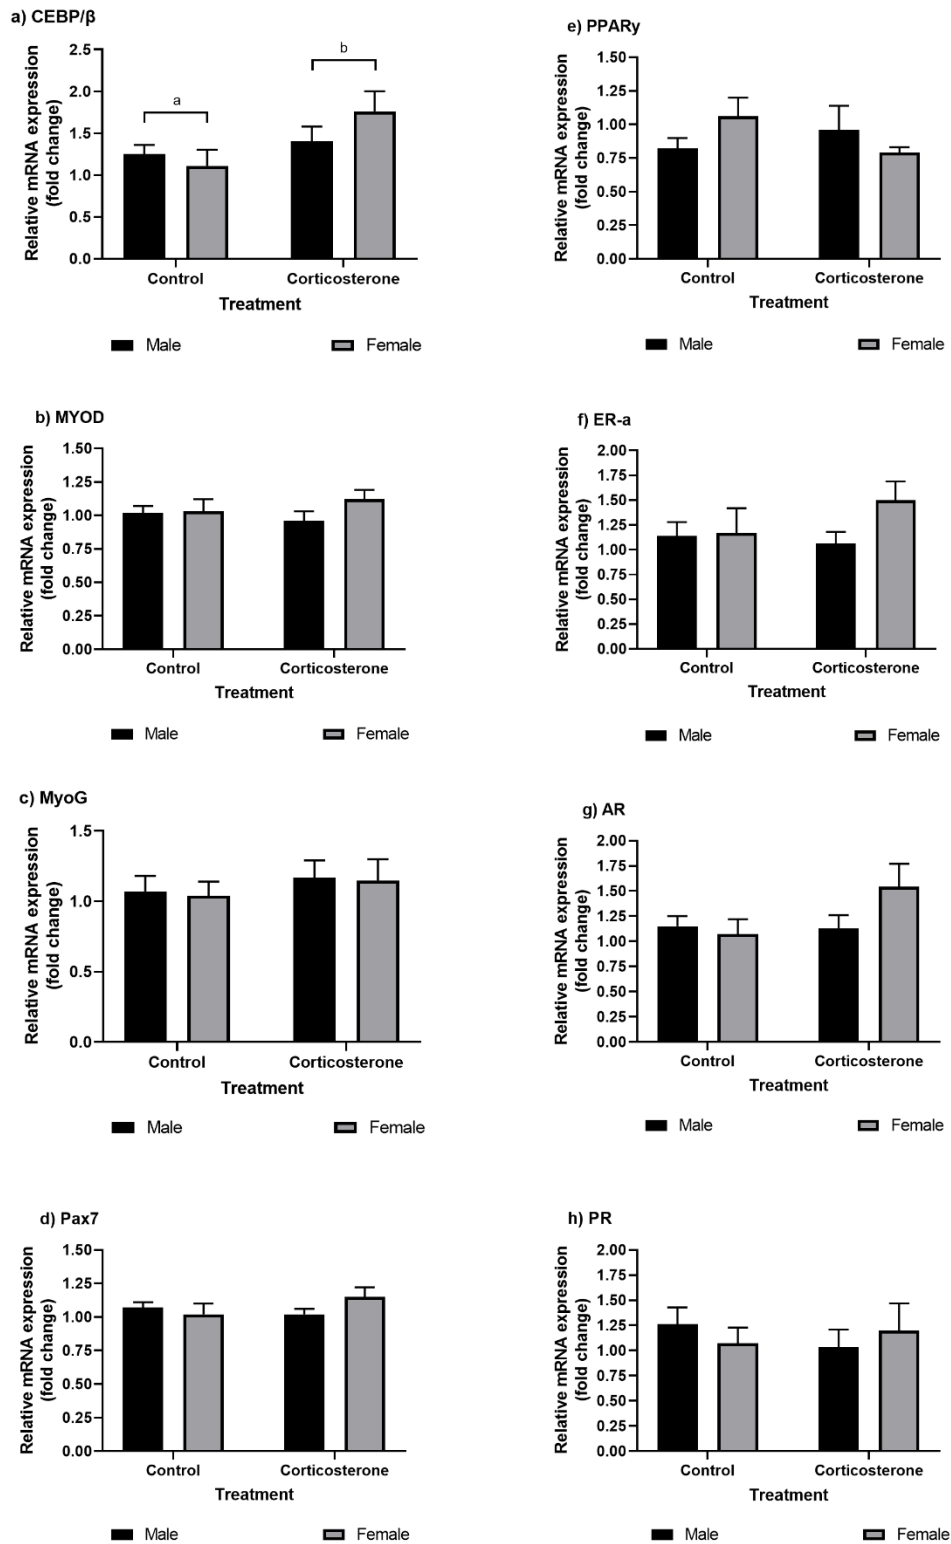 a) CEBP/β
Relative mRNA expression
(fold change)
2.5
2.0
1.5
1.0
0.5
0.0
a
b
Control
Corticosterone
Treatment
Male
Female
b) MYOD
Relative mRNA expression
(fold change)
1.50
1.25
1.00
0.75
0.50
0.25
0.00
Control
Corticosterone
Treatment
Male
Female
c) MyoG
Relative mRNA expression
(fold change)
1.5
1.0
0.5
0.0
Control
Corticosterone
Treatment
Male
Female
d) Pax7
Relative mRNA expression
(fold change)
1.50
1.25
1.00
0.75
0.50
0.25
0.00
Control
Corticosterone
Treatment
Male
Female
e) PPARy
Relative mRNA expression
(fold change)
1.50
1.25
1.00
0.75
0.50
0.25
0.00
Control
Corticosterone
Treatment
Male
Female
f) ER-a
Relative mRNA expression
(fold change)
2.00
1.75
1.50
1.25
1.00
0.75
0.50
0.25
0.00
Control
Corticosterone
Treatment
Male
Female
g) AR
Relative mRNA expression
(fold change)
2.00
1.75
1.50
1.25
1.00
0.75
0.50
0.25
0.00
Control
Corticosterone
Treatment
Male
Female
h) PR
Relative mRNA expression
(fold change)
2.00
1.75
1.50
1.25
1.00
0.75
0.50
0.25
0.00
Control
Corticosterone
Treatment
Male
Female